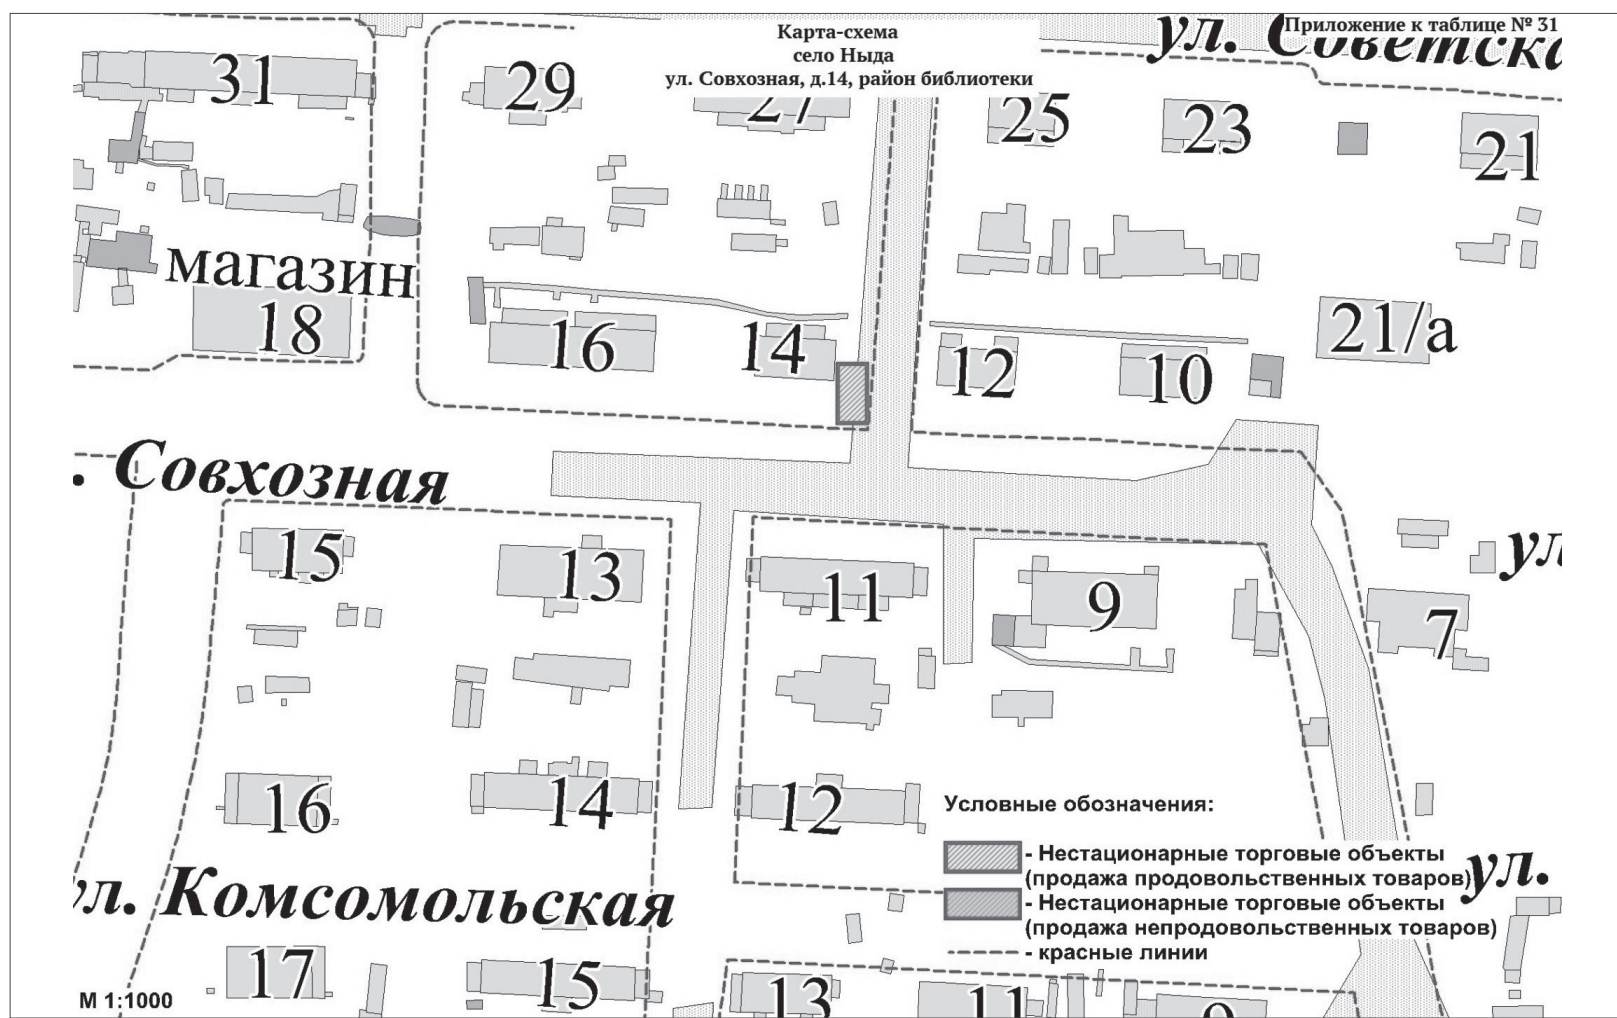 Приложение к таблице № 31
Карта-схема
село Ныда
ул. Совхозная, д.14, район библиотеки
ул. Советска
31
29
27
25
23
21
магазин
18
16
14
12
10
21/а
. Совхозная
15
13
11
9
7
ул
16
14
12
Условные обозначения:
- Нестационарные торговые объекты
(продажа продовольственных товаров)
- Нестационарные торговые объекты
(продажа непродовольственных товаров)
- красные линии
ул.
ул. Комсомольская
17
15
13
11
9
М 1:1000